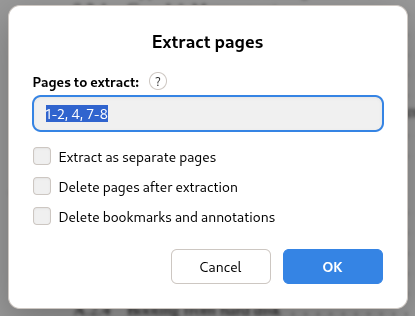 Extract pages
Pages to extract: ?
1-2, 4, 7-8
Extract as separate pages
Delete pages after extraction
Delete bookmarks and annotations
Cancel OK